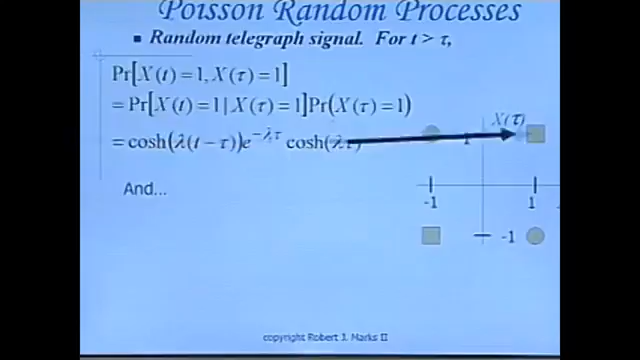 Poisson Random Processes
▪ Random telegraph signal. For t > τ,
Pr[X(t) = 1, X(τ) = 1]
= Pr[X(t) = 1 | X(τ) = 1]Pr(X(τ) = 1)
= cosh(λ(t − τ))e^{−λτ} cosh(λτ)
X(τ)
1
-1
1
-1
And...
copyright Robert J. Marks II